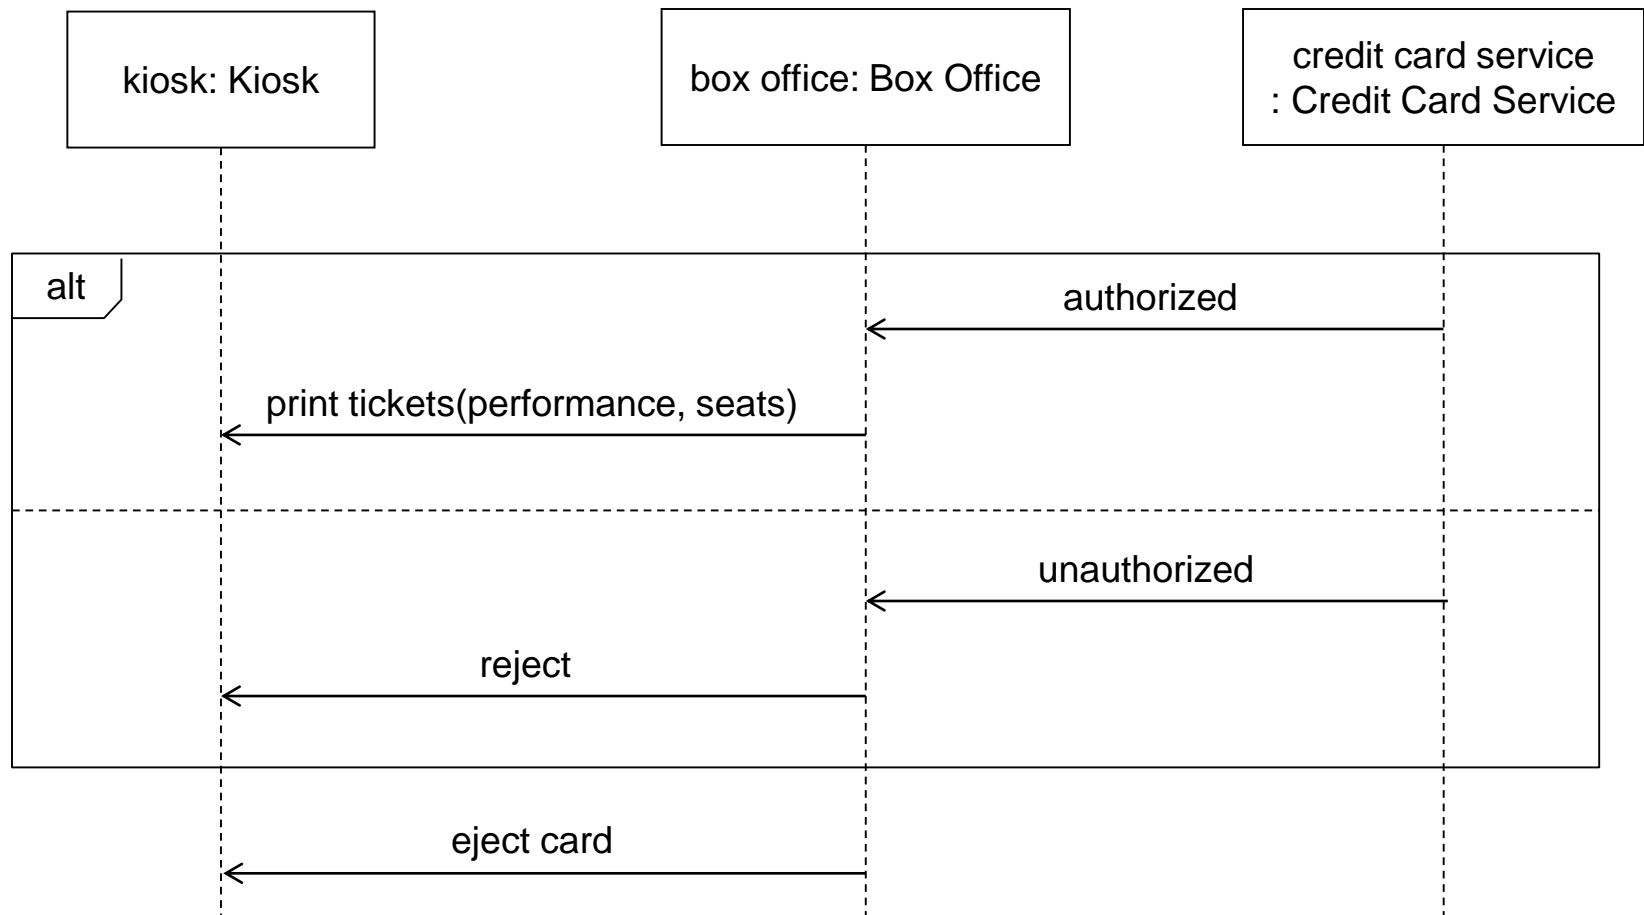 kiosk: Kiosk
box office: Box Office
credit card service
: Credit Card Service
alt
authorized
print tickets(performance, seats)
unauthorized
reject
eject card